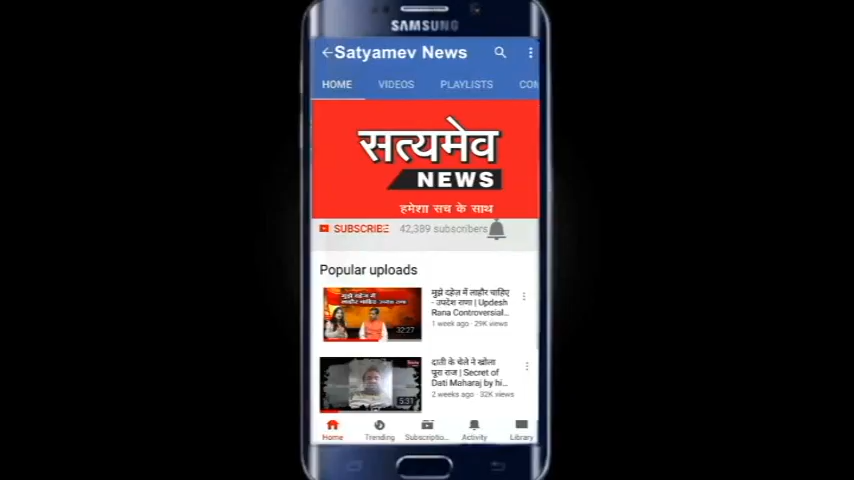 SAMSUNG
Satyamev News
HOME VIDEOS PLAYLISTS COM
सत्यमेव
NEWS
हमेशा सच के साथ
SUBSCRIBE 42,389 subscribers
Popular uploads
मुझे दहेज में
लाहौर चाहिए
32:27
मुझे दहेज में लाहौर चाहिए
- उपदेश राणा | Updesh
Rana Controversial...
1 week ago · 29K views
5:31
दाती के चेले ने खोला
पूरा राज | Secret of
Dati Maharaj by hi...
2 weeks ago · 32K views
Home Trending Subscriptio... Activity Library